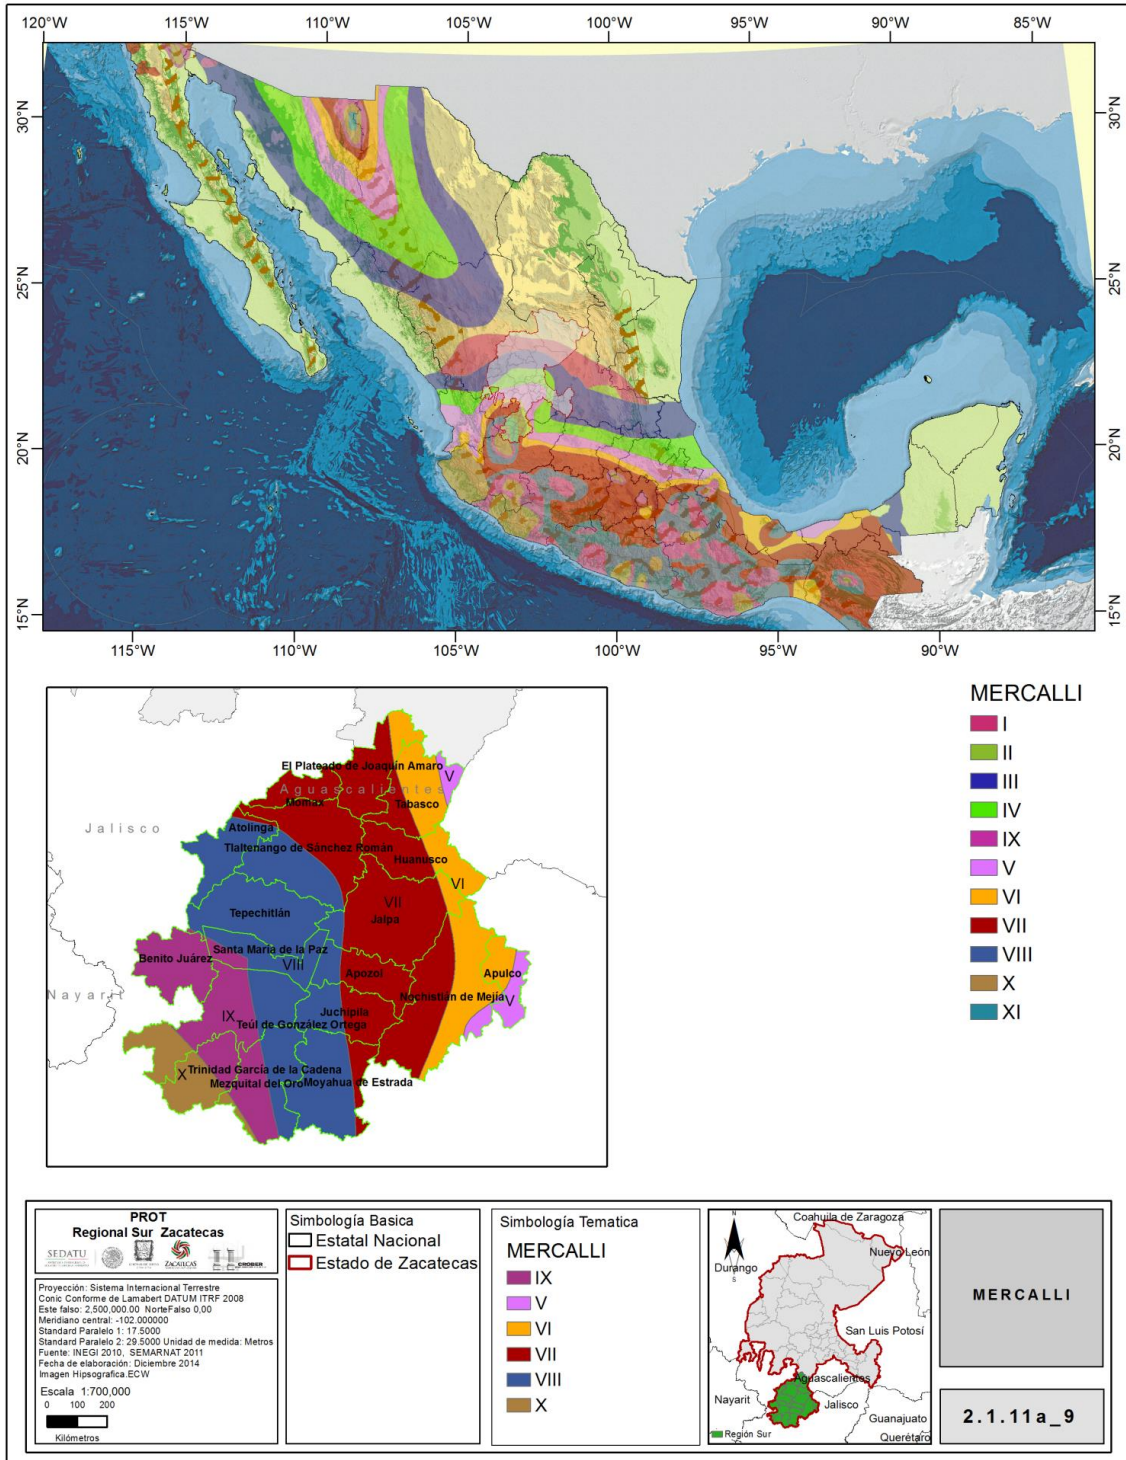 120°W
115°W
110°W
105°W
100°W
95°W
90°W
85°W
30°N
30°N
25°N
25°N
20°N
20°N
15°N
15°N
115°W
110°W
105°W
100°W
95°W
90°W
MERCALLI
I
II
III
IV
IX
V
VI
VII
VIII
X
XI
El Plateado de Joaquín Amaro
V
Aguascalientes
Momax
Tabasco
Jalisco
Atolinga
Tlaltenango de Sánchez Román
Huanusco
VI
VII
Tepechitlán
Jalpa
Santa María de la Paz
Benito Juárez
VIII
Apozol
Apulco
Nayarit
Nochistlán de Mejía
V
Juchipila
IX
Teúl de González Ortega
Trinidad García de la Cadena
X
Mezquital del Oro
Moyahua de Estrada
PROT
Regional Sur Zacatecas
SEDATU
ZACATECAS
Proyección: Sistema Internacional Terrestre
Conic Conforme de Lamabert DATUM ITRF 2008
Este falso: 2,500,000.00 NorteFalso 0,00
Meridiano central: -102.000000
Standard Paralelo 1: 17.5000
Standard Paralelo 2: 29.5000 Unidad de medida: Metros
Fuente: INEGI 2010, SEMARNAT 2011
Fecha de elaboración: Diciembre 2014
Imagen Hipsografica.ECW
Escala 1:700,000
0 100 200
Kilómetros
Simbología Basica
Estatal Nacional
Estado de Zacatecas
Simbología Tematica
MERCALLI
IX
V
VI
VII
VIII
X
N
S
Coahuila de Zaragoza
Nuevo León
Durango
San Luis Potosí
Aguascalientes
Nayarit
Jalisco
Guanajuato
Región Sur
Querétaro
MERCALLI
2.1.11a_9